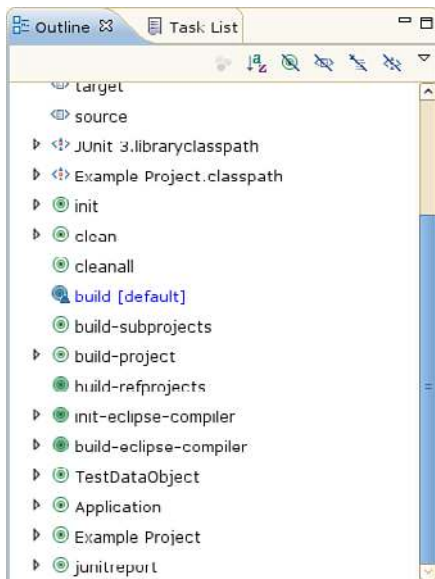 Outline
Task List
target
source
JUnit 3.libraryclasspath
Example Project.classpath
init
clean
cleanall
build [default]
build-subprojects
build-project
build-refprojects
init-eclipse-compiler
build-eclipse-compiler
TestDataObject
Application
Example Project
junitreport